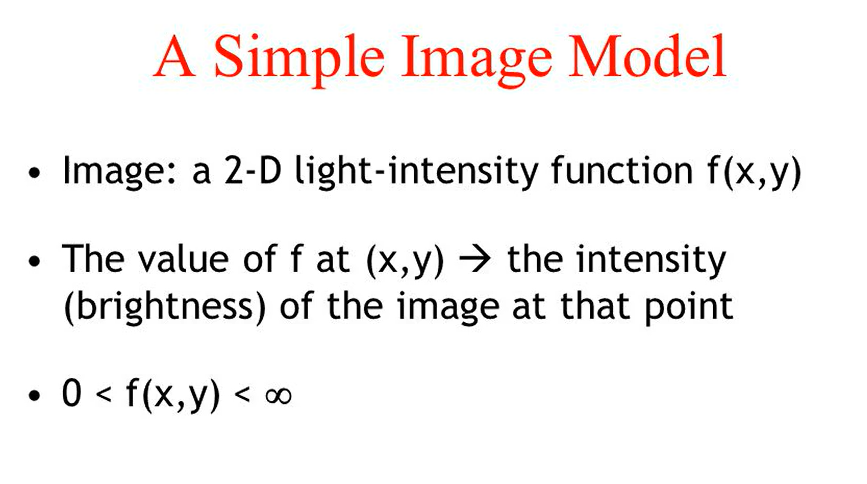 A Simple Image Model
• Image: a 2-D light-intensity function f(x,y)
• The value of f at (x,y) → the intensity
(brightness) of the image at that point
• 0 < f(x,y) < ∞